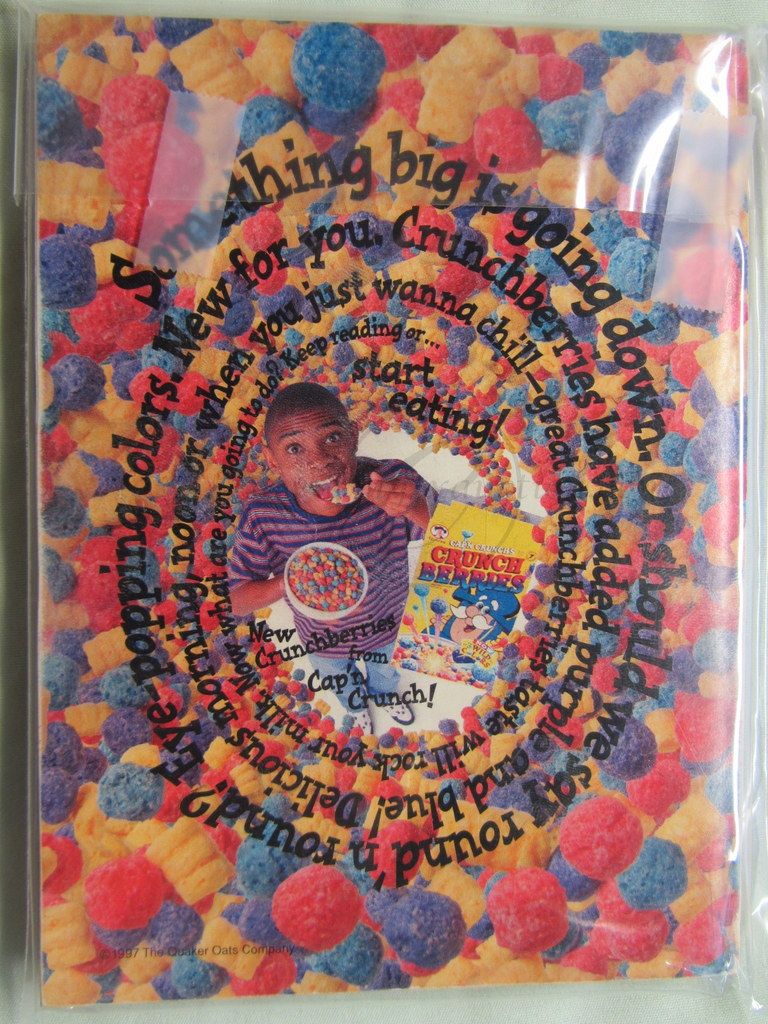 Something big is going down. Or should we say round 'n round? Eye-popping colors. New for you. Crunchberries have added purple and blue! Delicious morning, noon or when you just wanna chill—great Crunchberries taste will rock your milk. Now what are you going to do? Keep reading or...
start
eating!
CAP'N CRUNCH'S
CRUNCH
BERRIES
New
Crunchberries
from
Cap'n
Crunch!
©1997 The Quaker Oats Company